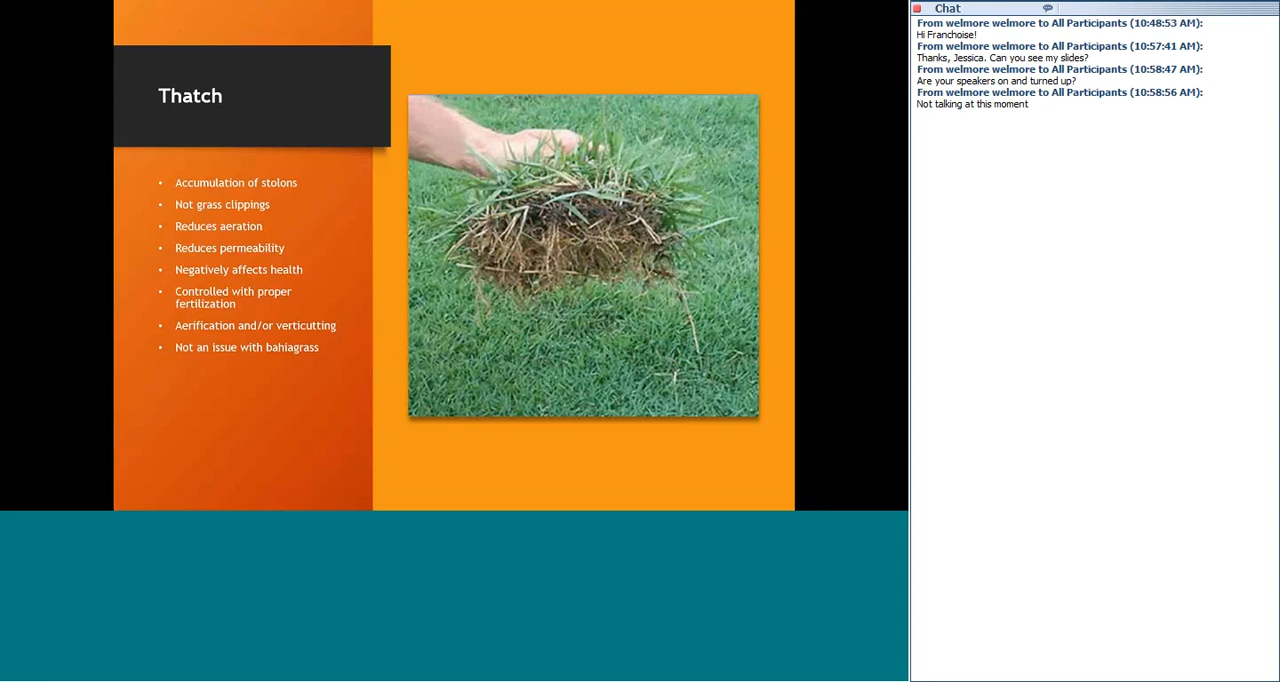 Thatch
• Accumulation of stolons
• Not grass clippings
• Reduces aeration
• Reduces permeability
• Negatively affects health
• Controlled with proper
fertilization
• Aerification and/or verticutting
• Not an issue with bahiagrass
Chat
From welmore welmore to All Participants (10:48:53 AM):
Hi Franchoise!
From welmore welmore to All Participants (10:57:41 AM):
Thanks, Jessica. Can you see my slides?
From welmore welmore to All Participants (10:58:47 AM):
Are your speakers on and turned up?
From welmore welmore to All Participants (10:58:56 AM):
Not talking at this moment